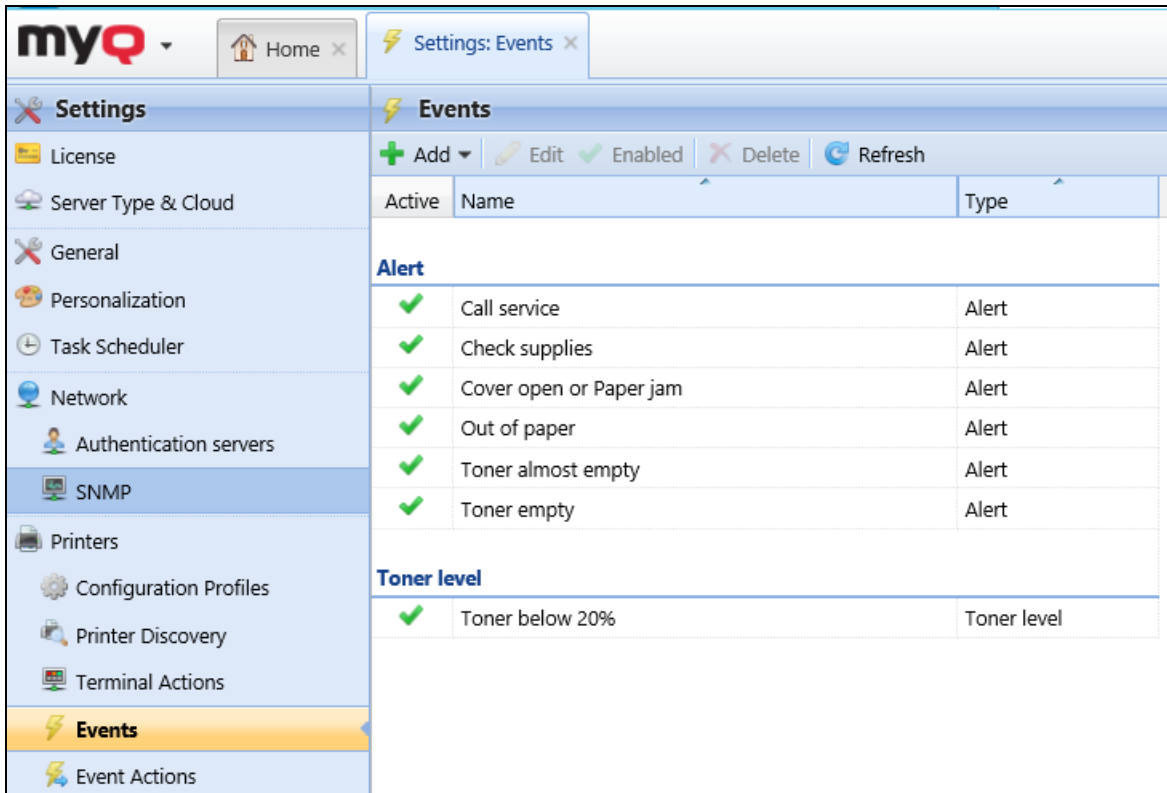 myQ
Home
Settings: Events
Settings
License
Server Type & Cloud
General
Personalization
Task Scheduler
Network
Authentication servers
SNMP
Printers
Configuration Profiles
Printer Discovery
Terminal Actions
Events
Event Actions
Events
Add Edit Enabled Delete Refresh
Active Name Type
Alert
Call service Alert
Check supplies Alert
Cover open or Paper jam Alert
Out of paper Alert
Toner almost empty Alert
Toner empty Alert
Toner level
Toner below 20% Toner level